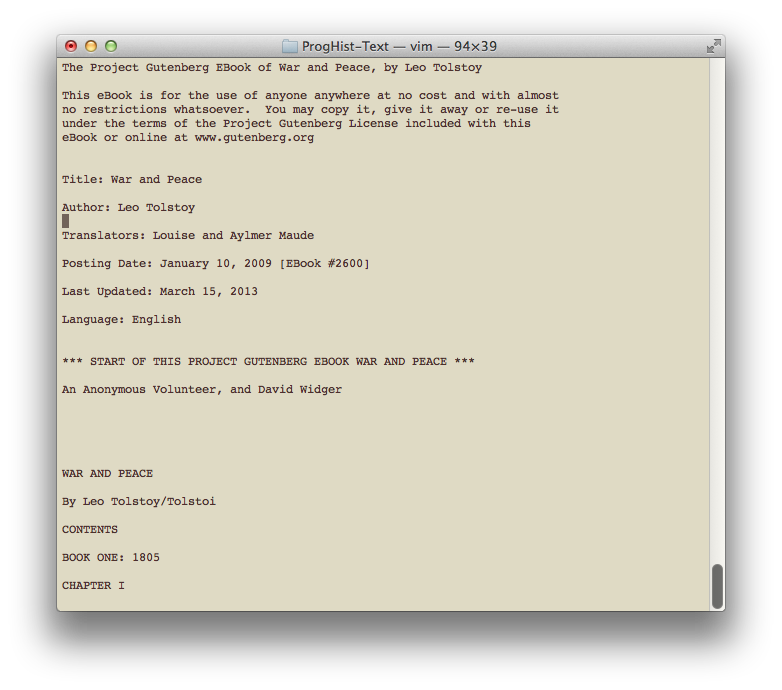 ProgHist-Text — vim — 94×39
The Project Gutenberg EBook of War and Peace, by Leo Tolstoy
This eBook is for the use of anyone anywhere at no cost and with almost
no restrictions whatsoever.  You may copy it, give it away or re-use it
under the terms of the Project Gutenberg License included with this
eBook or online at www.gutenberg.org
Title: War and Peace
Author: Leo Tolstoy
Translators: Louise and Aylmer Maude
Posting Date: January 10, 2009 [EBook #2600]
Last Updated: March 15, 2013
Language: English
*** START OF THIS PROJECT GUTENBERG EBOOK WAR AND PEACE ***
An Anonymous Volunteer, and David Widger
WAR AND PEACE
By Leo Tolstoy/Tolstoi
CONTENTS
BOOK ONE: 1805
CHAPTER I